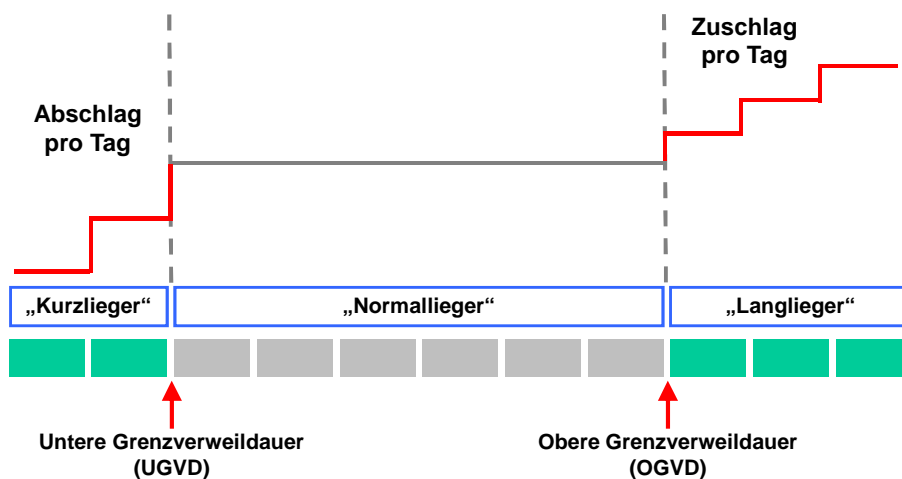 Zuschlag
pro Tag
Abschlag
pro Tag
„Kurzlieger“
„Normallieger“
„Langlieger“
Untere Grenzverweildauer
(UGVD)
Obere Grenzverweildauer
(OGVD)